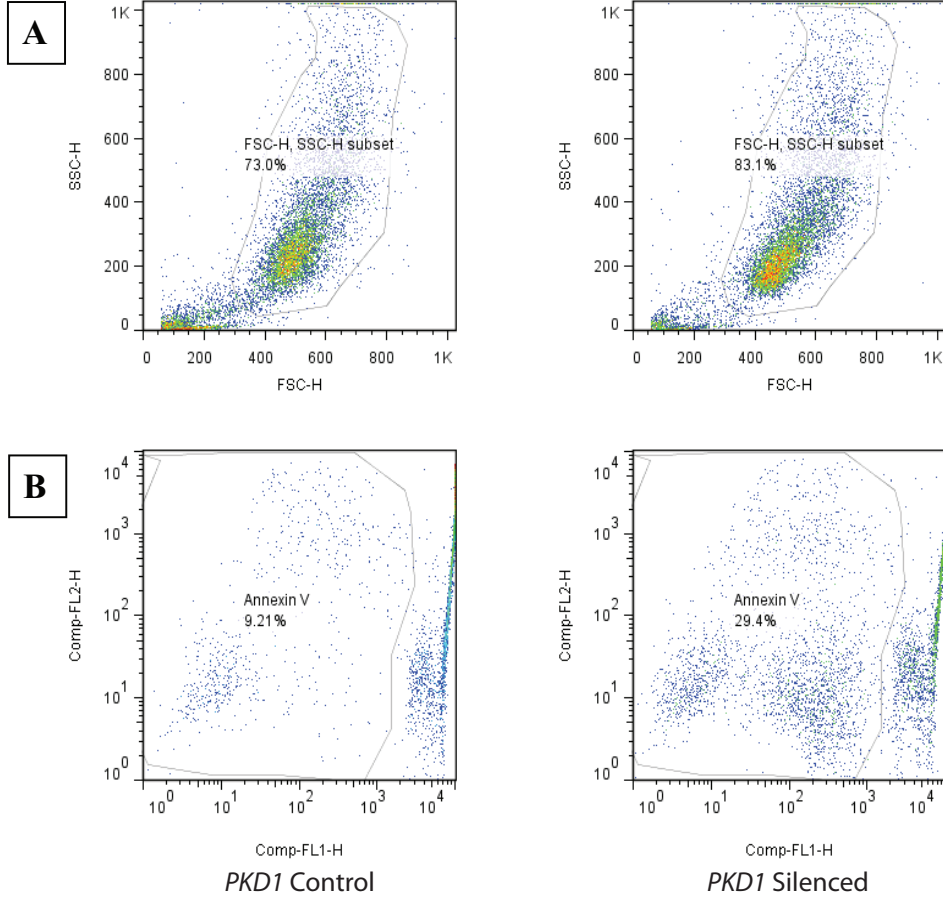 A
1K
800
600
400
200
0
SSC-H
FSC-H, SSC-H subset
73.0%
0 200 400 600 800 1K
FSC-H
1K
800
600
400
200
0
SSC-H
FSC-H, SSC-H subset
83.1%
0 200 400 600 800 1K
FSC-H
B
10^4
10^3
10^2
10^1
10^0
Comp-FL2-H
Annexin V
9.21%
10^0 10^1 10^2 10^3 10^4
Comp-FL1-H
PKD1 Control
10^4
10^3
10^2
10^1
10^0
Comp-FL2-H
Annexin V
29.4%
10^0 10^1 10^2 10^3 10^4
Comp-FL1-H
PKD1 Silenced